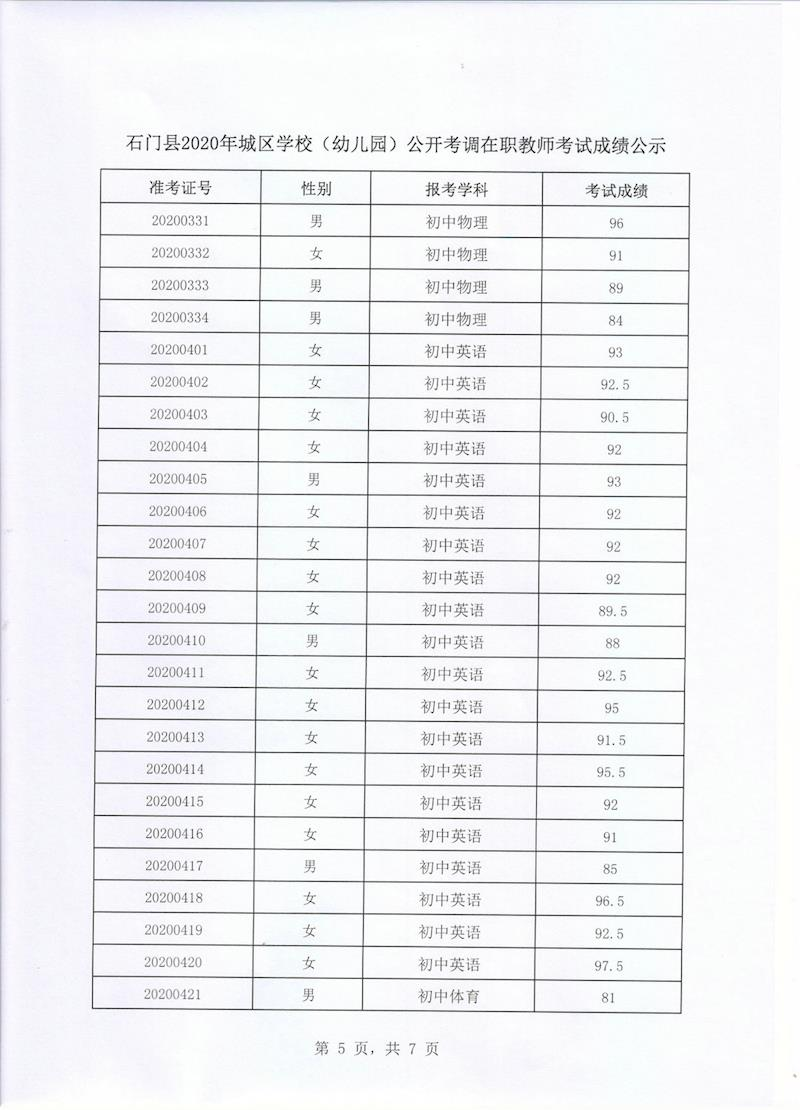 石门县2020年城区学校（幼儿园）公开考调在职教师考试成绩公示
准考证号 性别 报考学科 考试成绩
20200331 男 初中物理 96
20200332 女 初中物理 91
20200333 男 初中物理 89
20200334 男 初中物理 84
20200401 女 初中英语 93
20200402 女 初中英语 92.5
20200403 女 初中英语 90.5
20200404 女 初中英语 92
20200405 男 初中英语 93
20200406 女 初中英语 92
20200407 女 初中英语 92
20200408 女 初中英语 92
20200409 女 初中英语 89.5
20200410 男 初中英语 88
20200411 女 初中英语 92.5
20200412 女 初中英语 95
20200413 女 初中英语 91.5
20200414 女 初中英语 95.5
20200415 女 初中英语 92
20200416 女 初中英语 91
20200417 男 初中英语 85
20200418 女 初中英语 96.5
20200419 女 初中英语 92.5
20200420 女 初中英语 97.5
20200421 男 初中体育 81
第 5 页，共 7 页